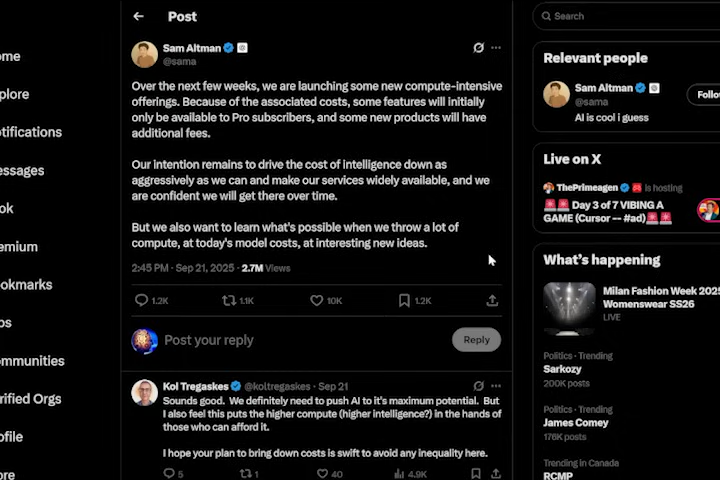 Post
Search
ome
plore
otifications
essages
ok
emium
ookmarks
os
ommunities
rified Orgs
ofile
ore
Sam Altman
@sama
Over the next few weeks, we are launching some new compute-intensive
offerings. Because of the associated costs, some features will initially
only be available to Pro subscribers, and some new products will have
additional fees.
Our intention remains to drive the cost of intelligence down as
aggressively as we can and make our services widely available, and we
are confident we will get there over time.
But we also want to learn what's possible when we throw a lot of
compute, at today's model costs, at interesting new ideas.
2:45 PM · Sep 21, 2025 · 2.7M Views
1.2K 1.1K 10K 1.2K
Post your reply
Reply
Kol Tregaskes @koltregaskes · Sep 21
Sounds good. We definitely need to push AI to it's maximum potential. But
I also feel this puts the higher compute (higher intelligence?) in the hands of
those who can afford it.
I hope your plan to bring down costs is swift to avoid any inequality here.
5 1 40 4.9K
Relevant people
Sam Altman
@sama
Follo
AI is cool i guess
Live on X
ThePrimeagen is hosting
Day 3 of 7 VIBING A
GAME (Cursor -- #ad)
What's happening
Milan Fashion Week 2025
Womenswear SS26
LIVE
Politics · Trending
Sarkozy
200K posts
Politics · Trending
James Comey
176K posts
Trending in Canada
RCMP